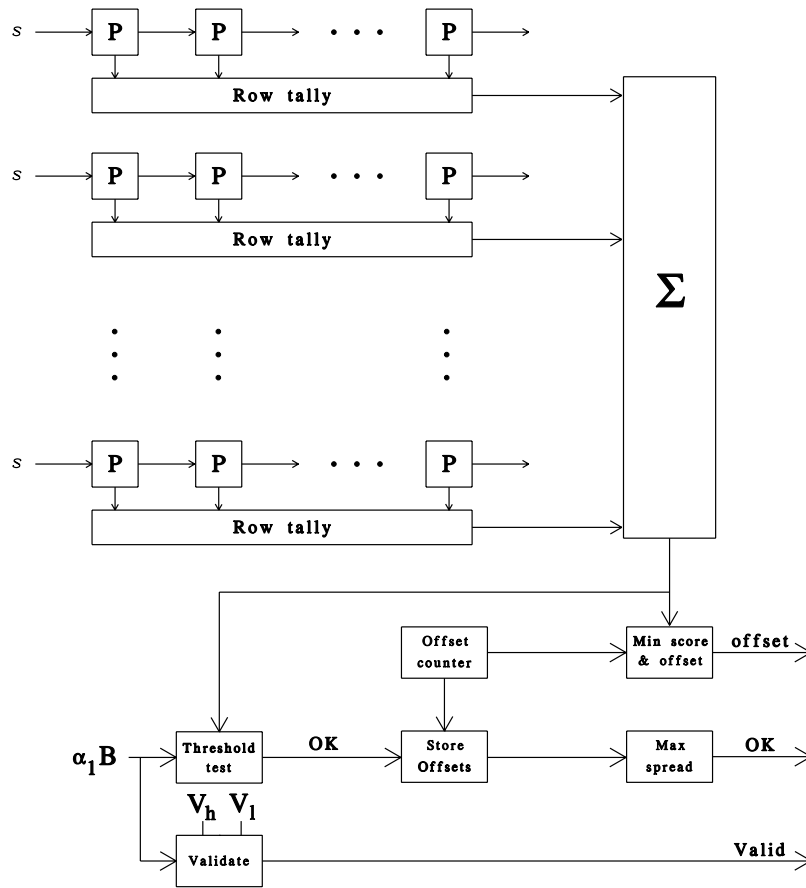 s P P P
Row tally
s P P P
Row tally
Σ
s P P P
Row tally
Offset
counter
Min score
& offset
offset
α₁B
Threshold
test
OK
Store
Offsets
Max
spread
OK
Vₕ Vₗ
Validate
Valid